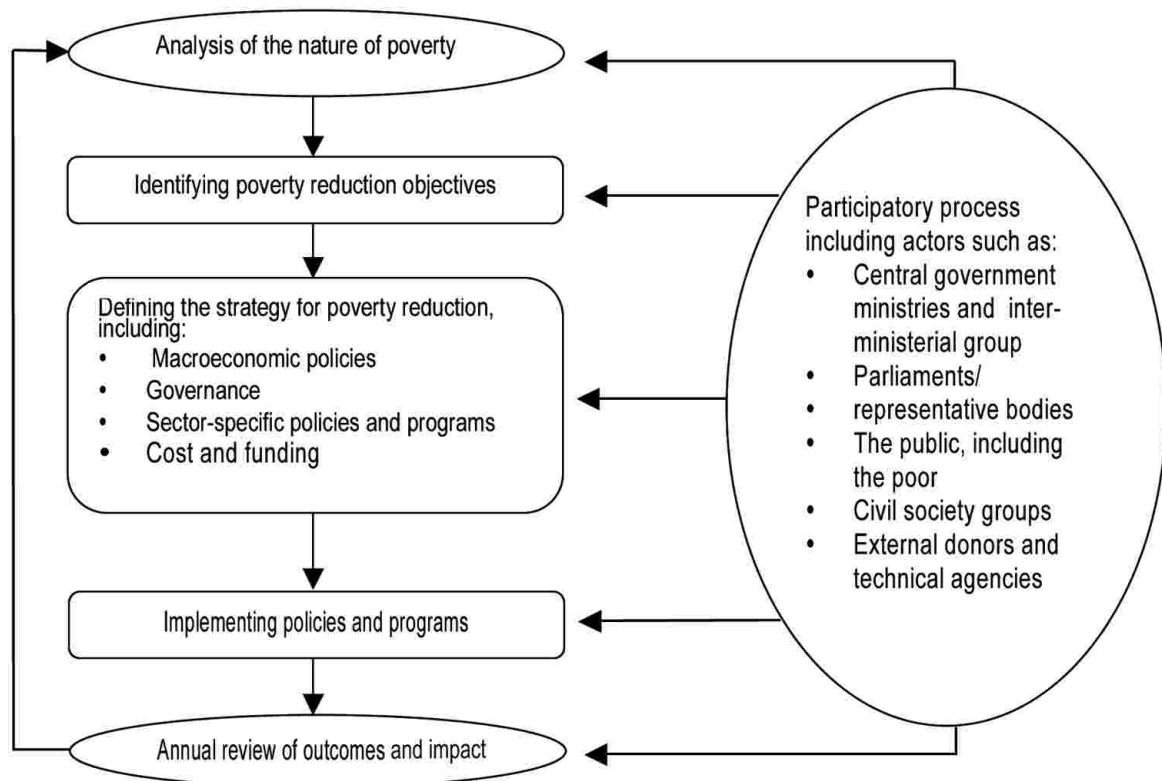 Analysis of the nature of poverty
Identifying poverty reduction objectives
Defining the strategy for poverty reduction,
including:
• Macroeconomic policies
• Governance
• Sector-specific policies and programs
• Cost and funding
Implementing policies and programs
Annual review of outcomes and impact
Participatory process
including actors such as:
• Central government
ministries and inter-
ministerial group
• Parliaments/
• representative bodies
• The public, including
the poor
• Civil society groups
• External donors and
technical agencies